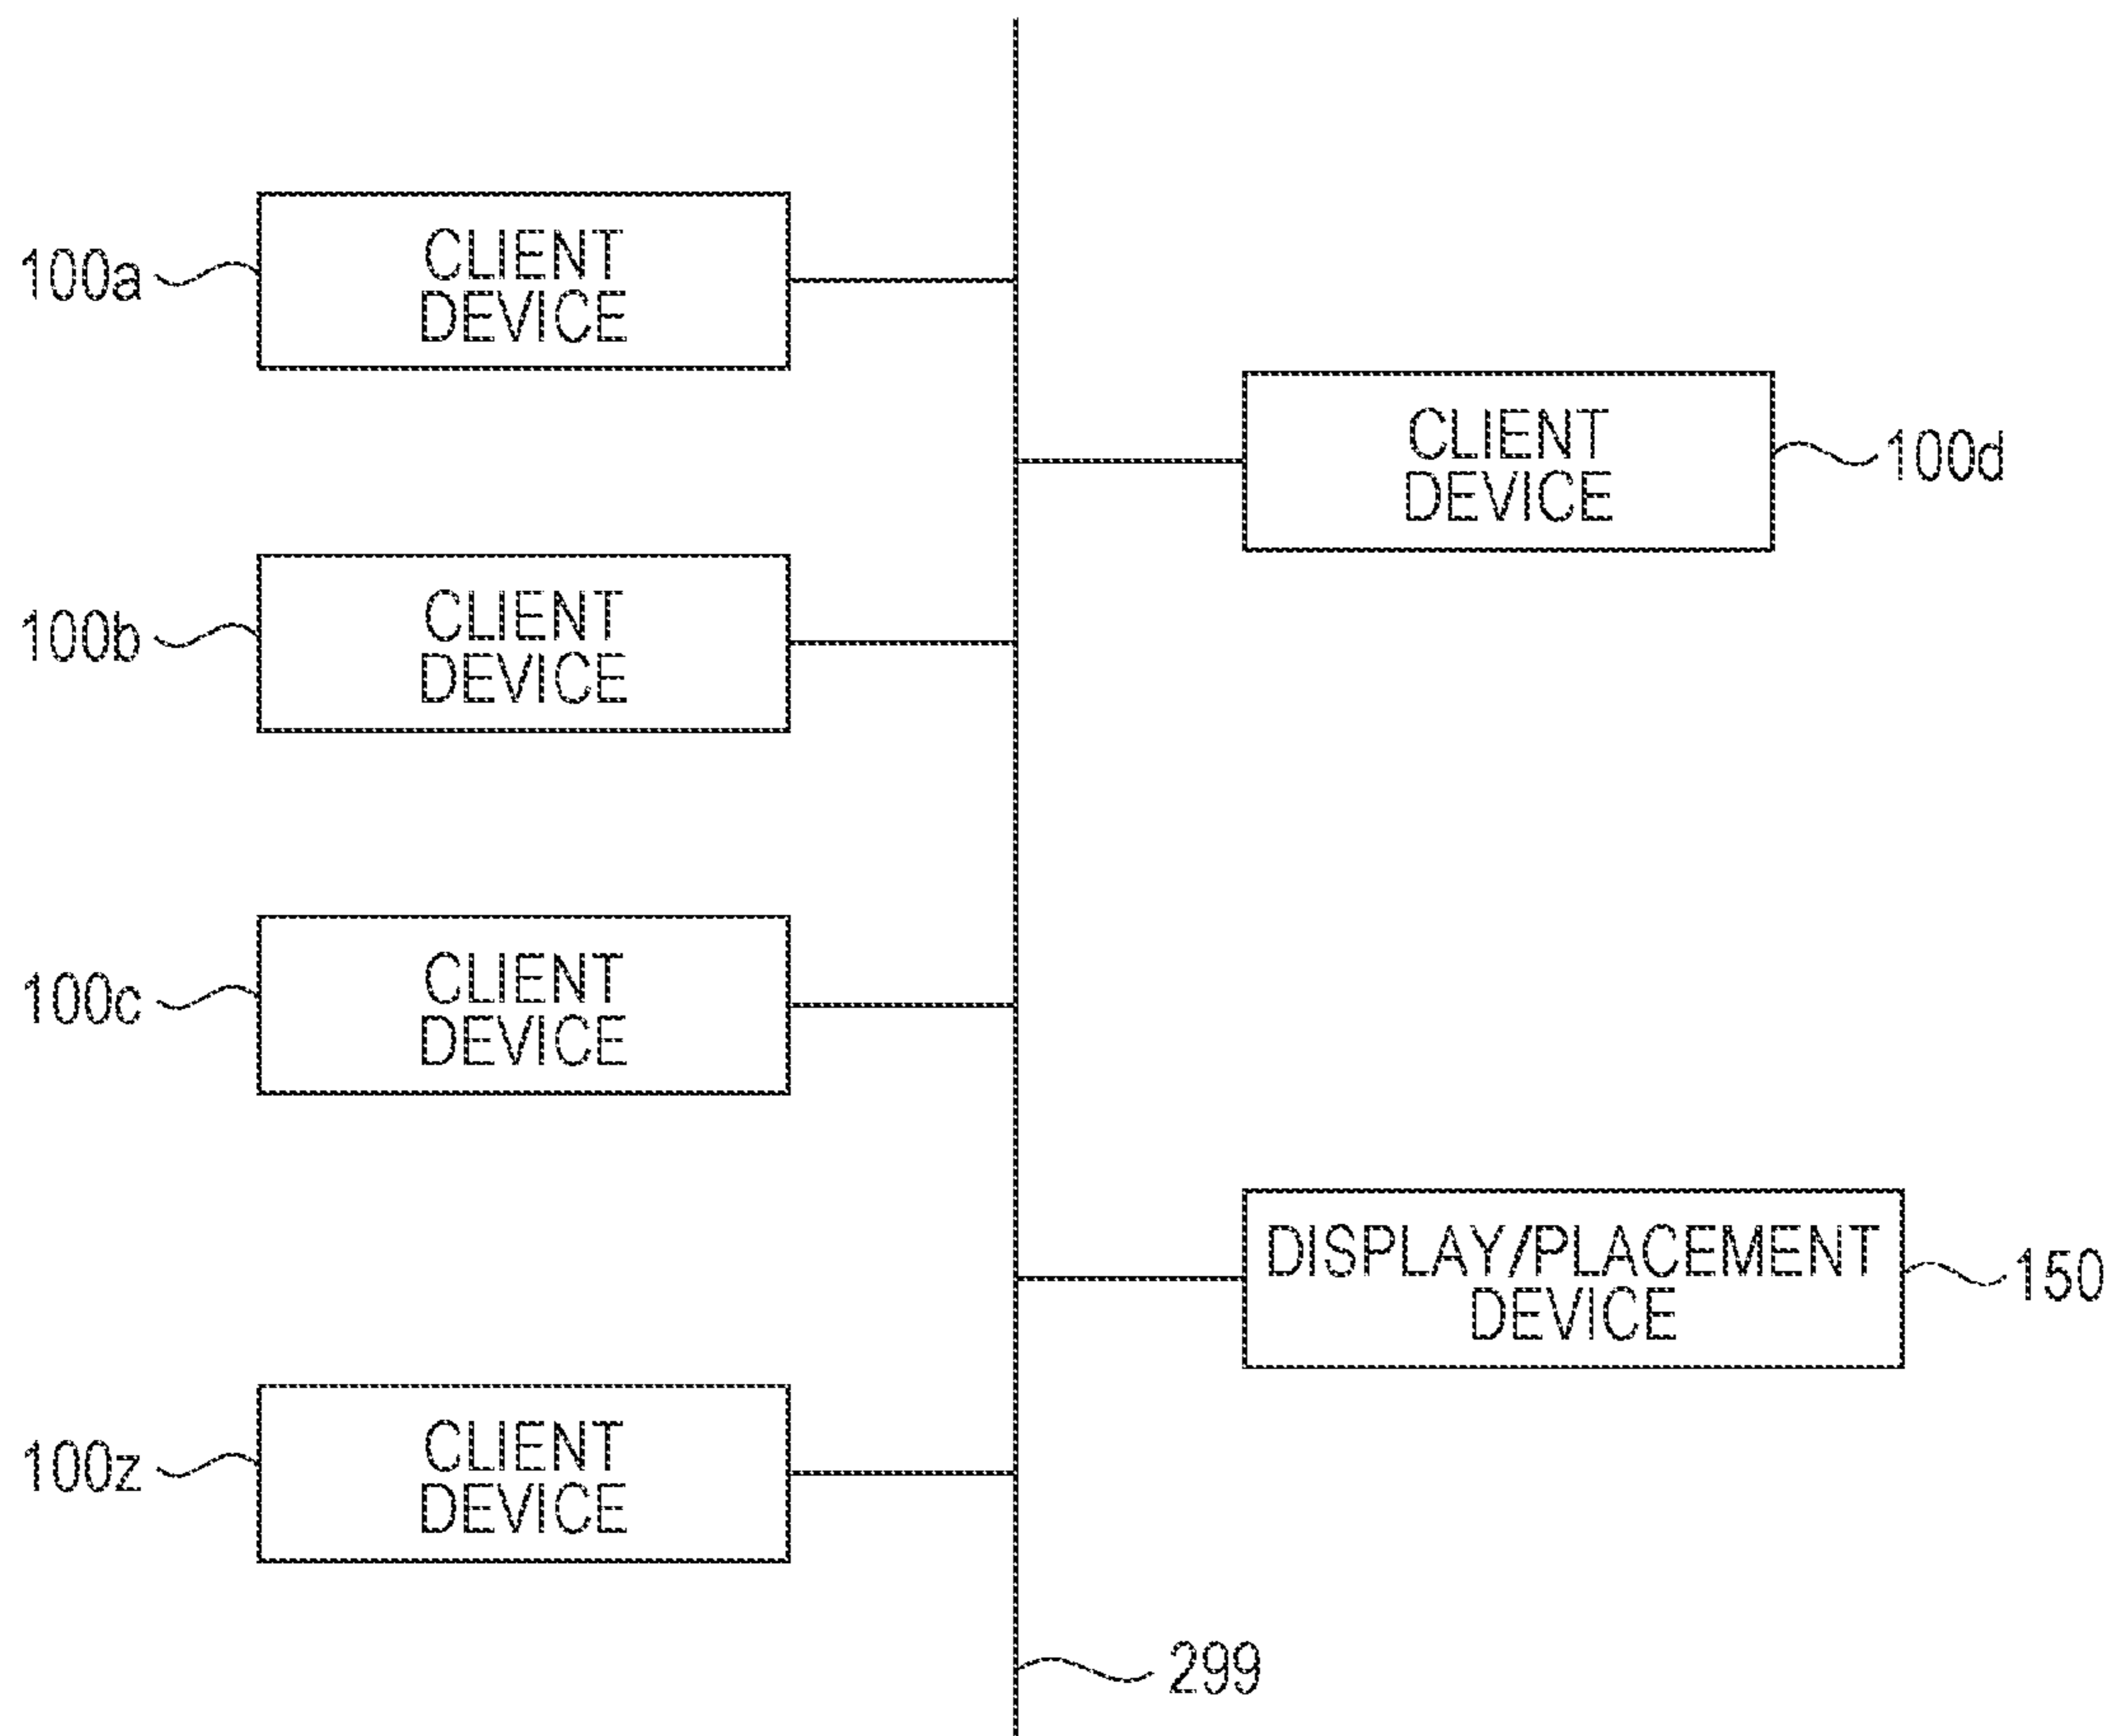 100a
CLIENT
DEVICE
CLIENT
DEVICE
100d
100b
CLIENT
DEVICE
100c
CLIENT
DEVICE
DISPLAY/PLACEMENT
DEVICE
150
100z
CLIENT
DEVICE
299